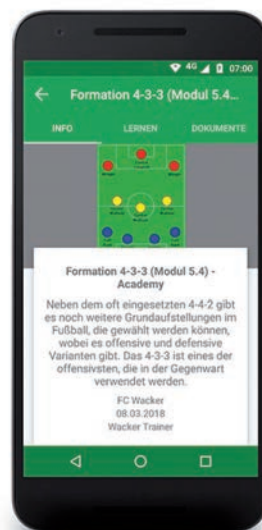 4G 07:00
Formation 4-3-3 (Modul 5.4...
INFO LERNEN DOKUMENTE
Formation 4-3-3 (Modul 5.4) -
Academy
Neben dem oft eingesetzten 4-4-2 gibt
es noch weitere Grundaufstellungen im
Fußball, die gewählt werden können,
wobei es offensive und defensive
Varianten gibt. Das 4-3-3 ist eines der
offensivsten, die in der Gegenwart
verwendet werden.
FC Wacker
08.03.2018
Wacker Trainer